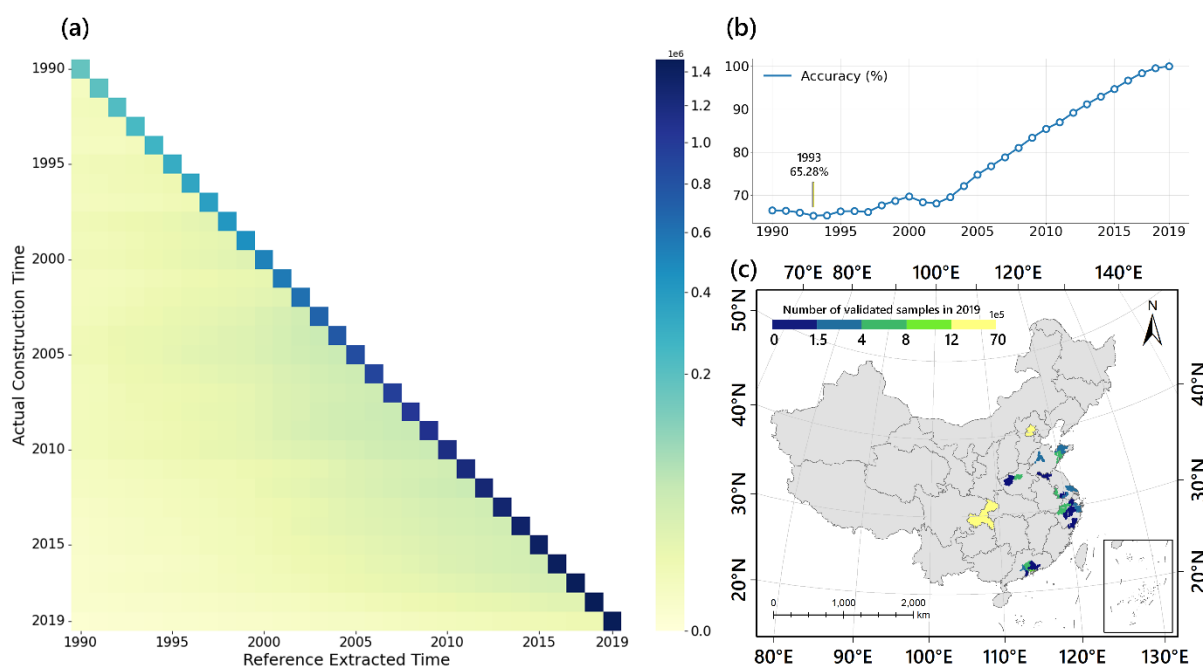 (a)
1e6
1990
1995
2000
2005
2010
2015
2019
Actual Construction Time
1990
1995
2000
2005
2010
2015
2019
Reference Extracted Time
1.4
1.2
1.0
0.8
0.6
0.4
0.2
0.0
(b)
Accuracy (%)
100
90
80
70
1993
65.28%
1990
1995
2000
2005
2010
2015
2019
(c)
70°E 80°E 100°E 120°E 140°E
50°N
40°N
30°N
20°N
Number of validated samples in 2019 1e5
0 1.5 4 8 12 70
N
40°N
30°N
20°N
0 1,000 2,000
km
80°E 90°E 100°E 110°E 120°E 130°E